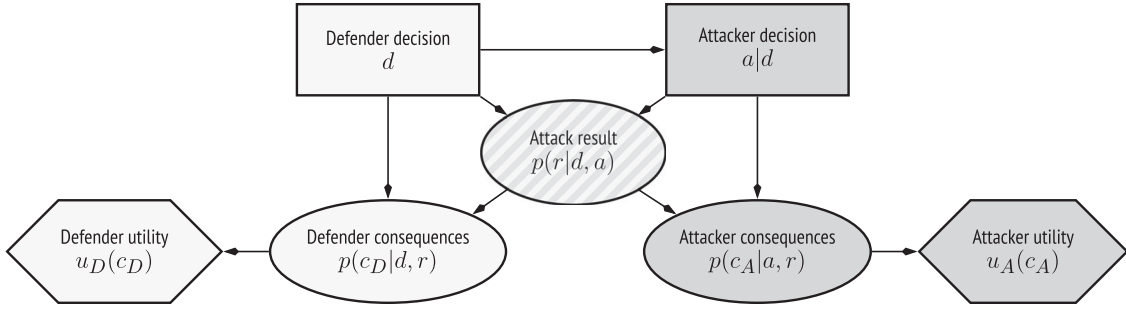 Defender decision
d
Attacker decision
a|d
Attack result
p(r|d, a)
Defender utility
u_D(c_D)
Defender consequences
p(c_D|d, r)
Attacker consequences
p(c_A|a, r)
Attacker utility
u_A(c_A)